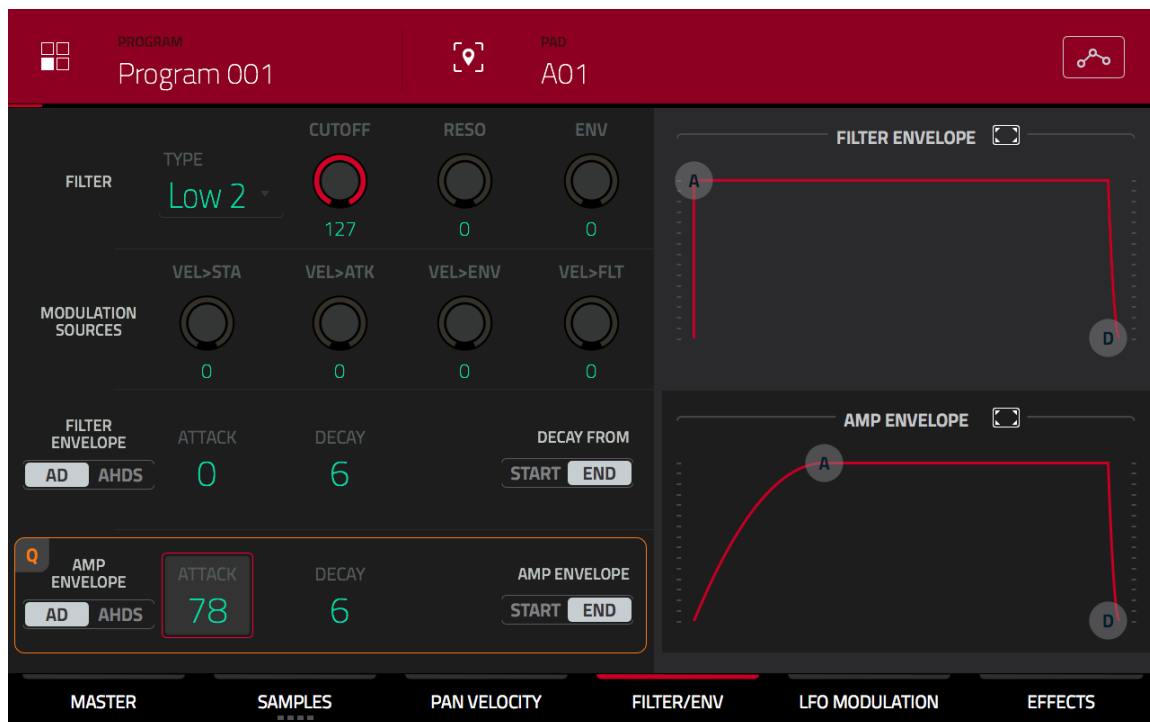 PROGRAM
Program 001
PAD
A01
FILTER
TYPE
Low 2
CUTOFF
127
RESO
0
ENV
0
MODULATION
SOURCES
VEL>STA
0
VEL>ATK
0
VEL>ENV
0
VEL>FLT
0
FILTER
ENVELOPE
AD AHDS
ATTACK
0
DECAY
6
DECAY FROM
START END
Q
AMP
ENVELOPE
AD AHDS
ATTACK
78
DECAY
6
AMP ENVELOPE
START END
FILTER ENVELOPE
A
D
AMP ENVELOPE
A
D
MASTER
SAMPLES
PAN VELOCITY
FILTER/ENV
LFO MODULATION
EFFECTS